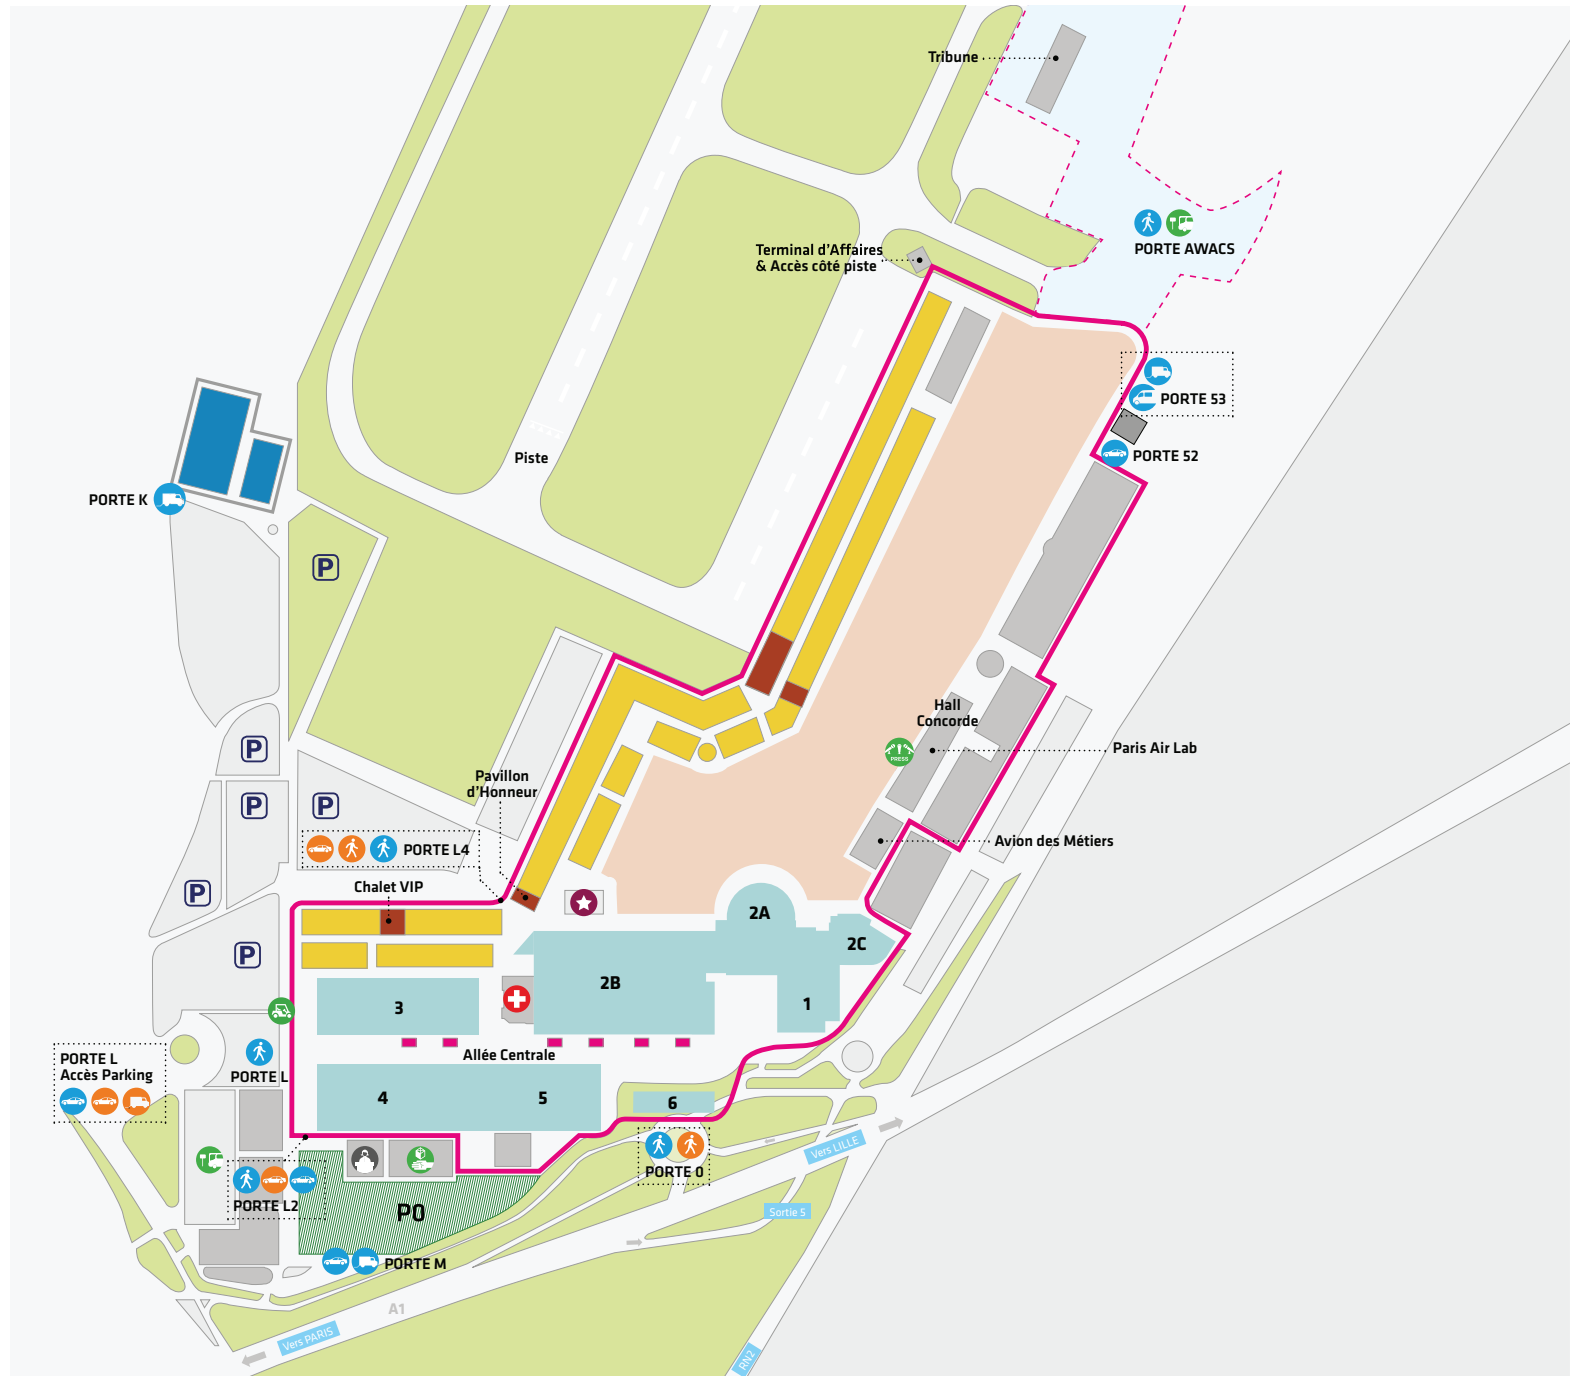 Tribune
PORTE AWACS
Terminal d'Affaires
& Accès côté piste
PORTE 53
PORTE 52
Piste
PORTE K
P
Hall
Concorde
PRESS
Paris Air Lab
P
Pavillon
d'Honneur
P
P
PORTE L4
Avion des Métiers
Chalet VIP
P
2A
2C
P
2B
3
1
Allée Centrale
PORTE L
Accès Parking
PORTE L
4
5
6
PORTE 0
Vers LILLE
PORTE L2
P0
Sortie 5
PORTE M
A1
Vers PARIS
RN2